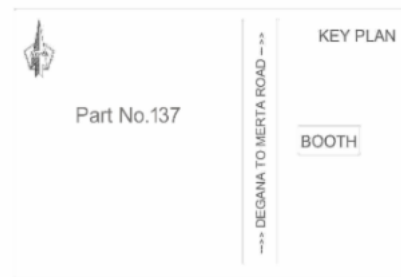 KEY PLAN
Part No.137
BOOTH
<--- DEGANA TO MERTA ROAD --->